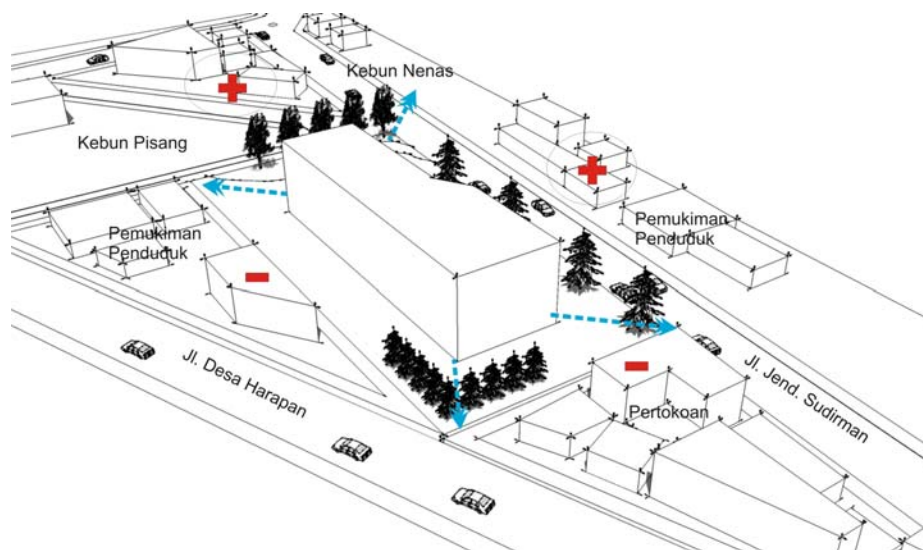 Kebun Nenas
Kebun Pisang
Pemukiman
Penduduk
Pemukiman
Penduduk
Jl. Desa Harapan
Jl. Jend. Sudirman
Pertokoan